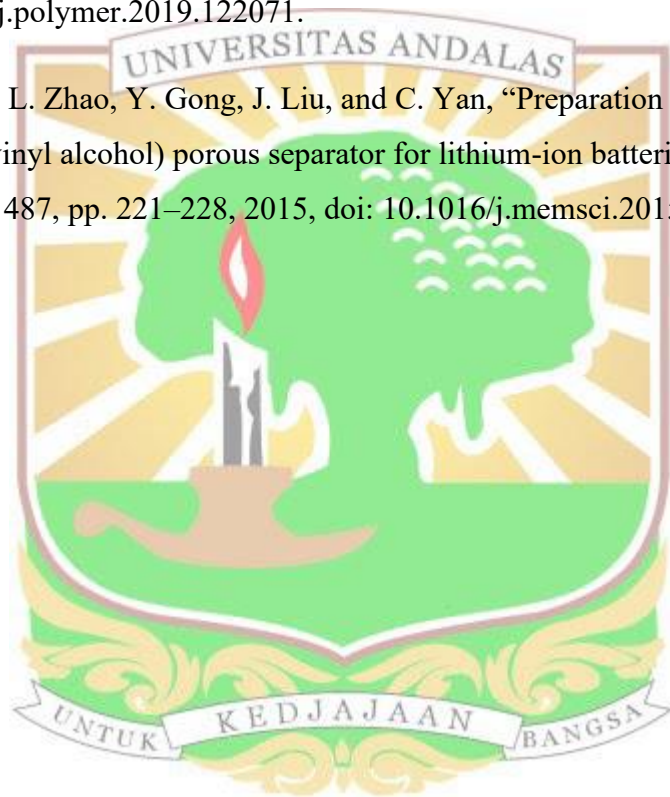 j.polymer.2019.122071.
UNIVERSITAS ANDALAS
L. Zhao, Y. Gong, J. Liu, and C. Yan, “Preparation
vinyl alcohol) porous separator for lithium-ion batteri
487, pp. 221–228, 2015, doi: 10.1016/j.memsci.201
UNTUK KEDJAJAAN BANGSA